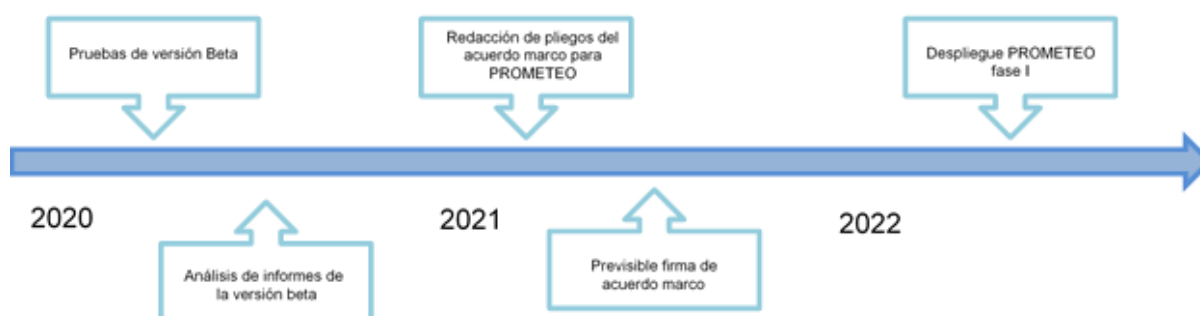 Pruebas de versión Beta
Redacción de pliegos del
acuerdo marco para
PROMETEO
Despliegue PROMETEO
fase I
2020
2021
2022
Análisis de informes de
la versión beta
Previsible firma de
acuerdo marco